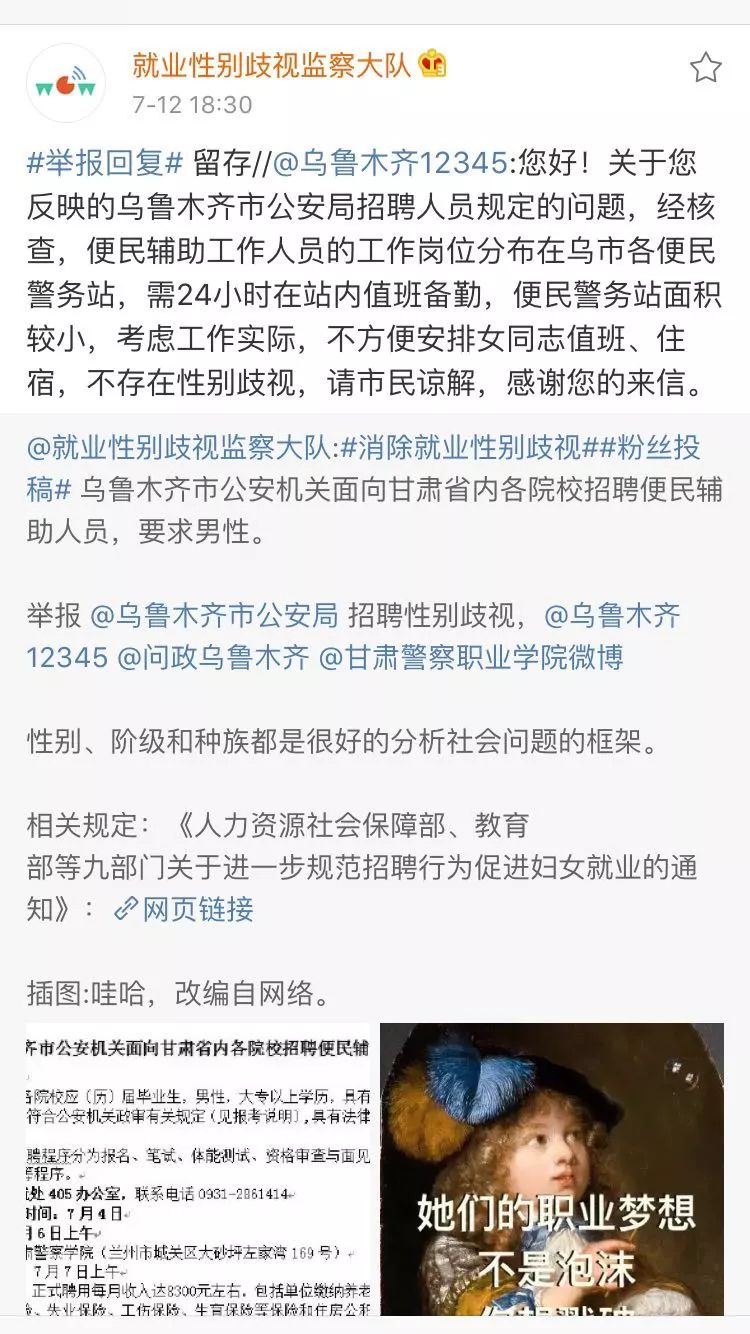 就业性别歧视监察大队
7-12 18:30
#举报回复# 留存//@乌鲁木齐12345:您好！关于您
反映的乌鲁木齐市公安局招聘人员规定的问题，经核
查，便民辅助工作人员的工作岗位分布在乌市各便民
警务站，需24小时在站内值班备勤，便民警务站面积
较小，考虑工作实际，不方便安排女同志值班、住
宿，不存在性别歧视，请市民谅解，感谢您的来信。
@就业性别歧视监察大队:#消除就业性别歧视##粉丝投
稿# 乌鲁木齐市公安机关面向甘肃省内各院校招聘便民辅
助人员，要求男性。
举报 @乌鲁木齐市公安局 招聘性别歧视，@乌鲁木齐
12345 @问政乌鲁木齐 @甘肃警察职业学院微博
性别、阶级和种族都是很好的分析社会问题的框架。
相关规定：《人力资源社会保障部、教育
部等九部门关于进一步规范招聘行为促进妇女就业的通
知》：网页链接
插图:哇哈，改编自网络。
齐市公安机关面向甘肃省内各院校招聘便民辅
各院校应（历）届毕业生，男性，大专以上学历，具有
符合公安机关政审有关规定（见报考说明），具有法律
聘程序分为报名、笔试、体能测试、资格审查与面见
等程序。
处 405 办公室，联系电话 0931-2861414
时间：7 月 4 日
月 6 日上午
肃警察学院（兰州市城关区大砂坪左家湾 169 号）
7 月 7 日上午
正式聘用每月收入达8300元左右，包括单位缴纳养老
、失业保险、工伤保险、生育保险等保险和住房公积
她们的职业梦想
不是泡沫